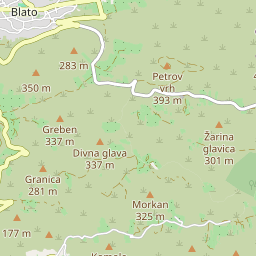 Blato
283 m
Petrov
vrh
393 m
350 m
Greben
337 m
Žarina
glavica
301 m
Divna glava
337 m
Granica
281 m
Morkan
325 m
177 m